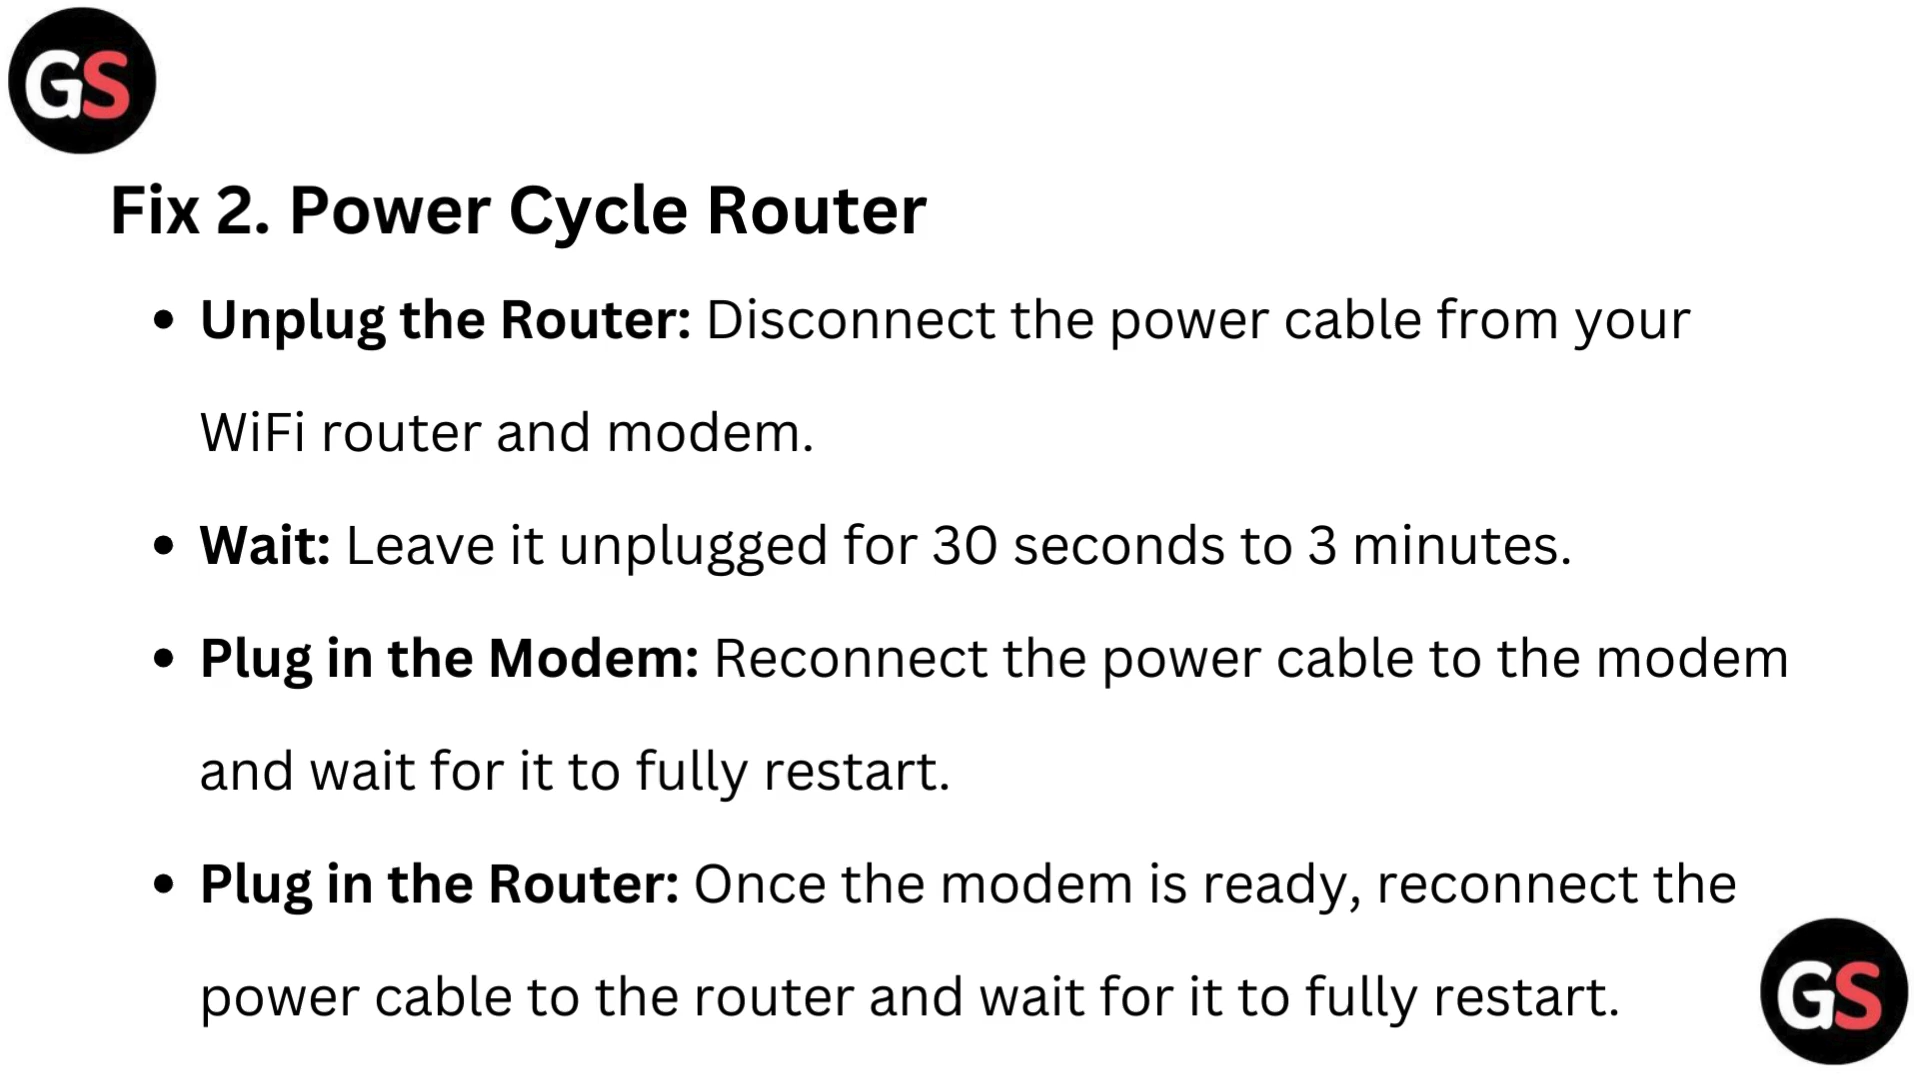 GS
Fix 2. Power Cycle Router
• Unplug the Router: Disconnect the power cable from your
WiFi router and modem.
• Wait: Leave it unplugged for 30 seconds to 3 minutes.
• Plug in the Modem: Reconnect the power cable to the modem
and wait for it to fully restart.
• Plug in the Router: Once the modem is ready, reconnect the
power cable to the router and wait for it to fully restart.
GS